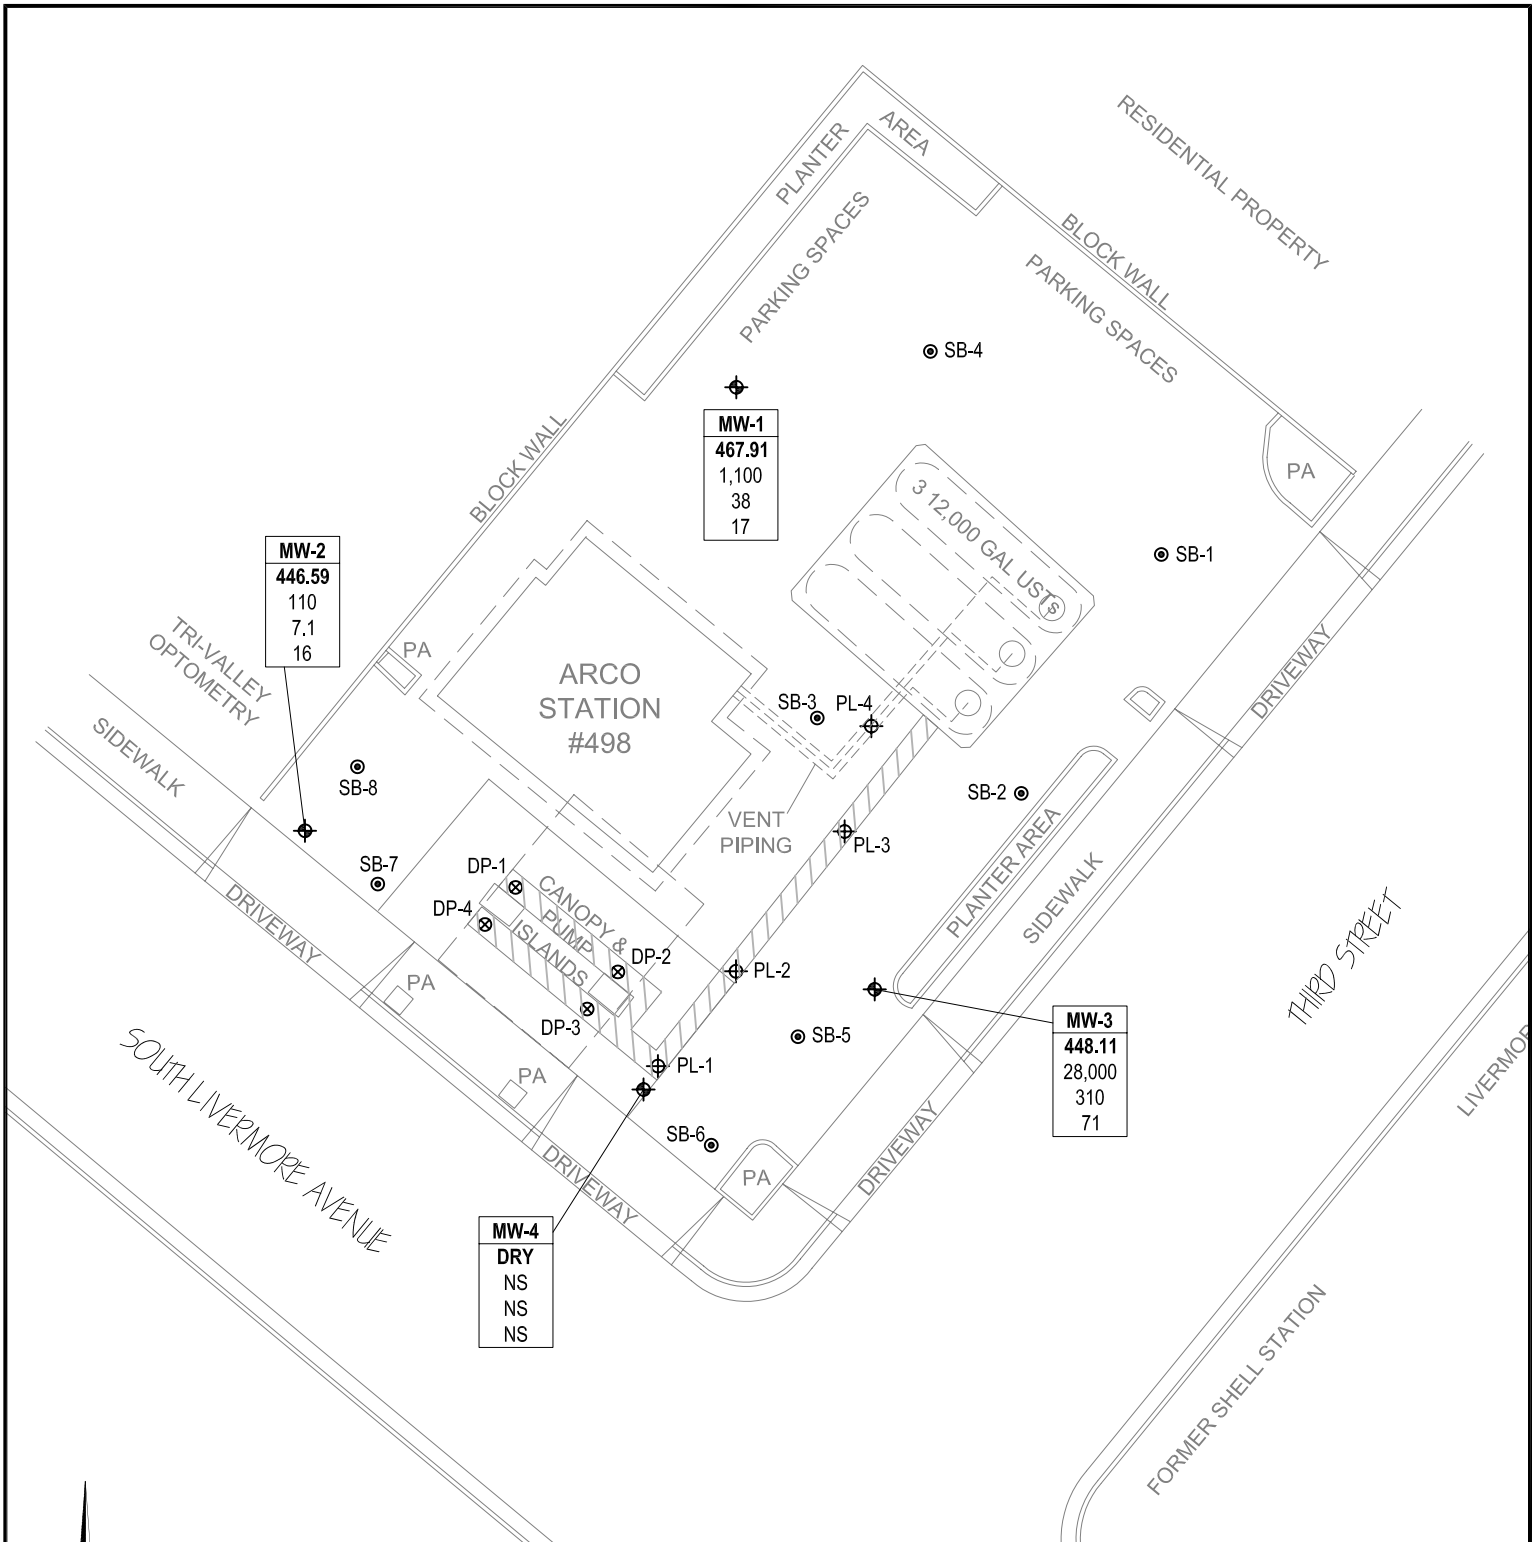 PLANTER
AREA
RESIDENTIAL PROPERTY
PARKING SPACES
BLOCK WALL
PARKING SPACES
SB-4
MW-1
467.91
1,100
38
17
BLOCK WALL
3 12,000 GAL USTs
PA
SB-1
MW-2
446.59
110
7.1
16
TRI-VALLEY
OPTOMETRY
PA
ARCO
STATION
#498
SB-3
PL-4
DRIVEWAY
SIDEWALK
SB-8
VENT
PIPING
PL-3
SB-2
PLANTER AREA
SIDEWALK
SB-7
DRIVEWAY
DP-1
DP-4
CANOPY &
PUMP
ISLANDS
DP-2
DP-3
PL-2
PA
THIRD STREET
MW-3
448.11
28,000
310
71
SB-5
PL-1
PA
SOUTH LIVERMORE AVENUE
SB-6
PA
DRIVEWAY
DRIVEWAY
MW-4
DRY
NS
NS
NS
FORMER SHELL STATION
LIVERMOR